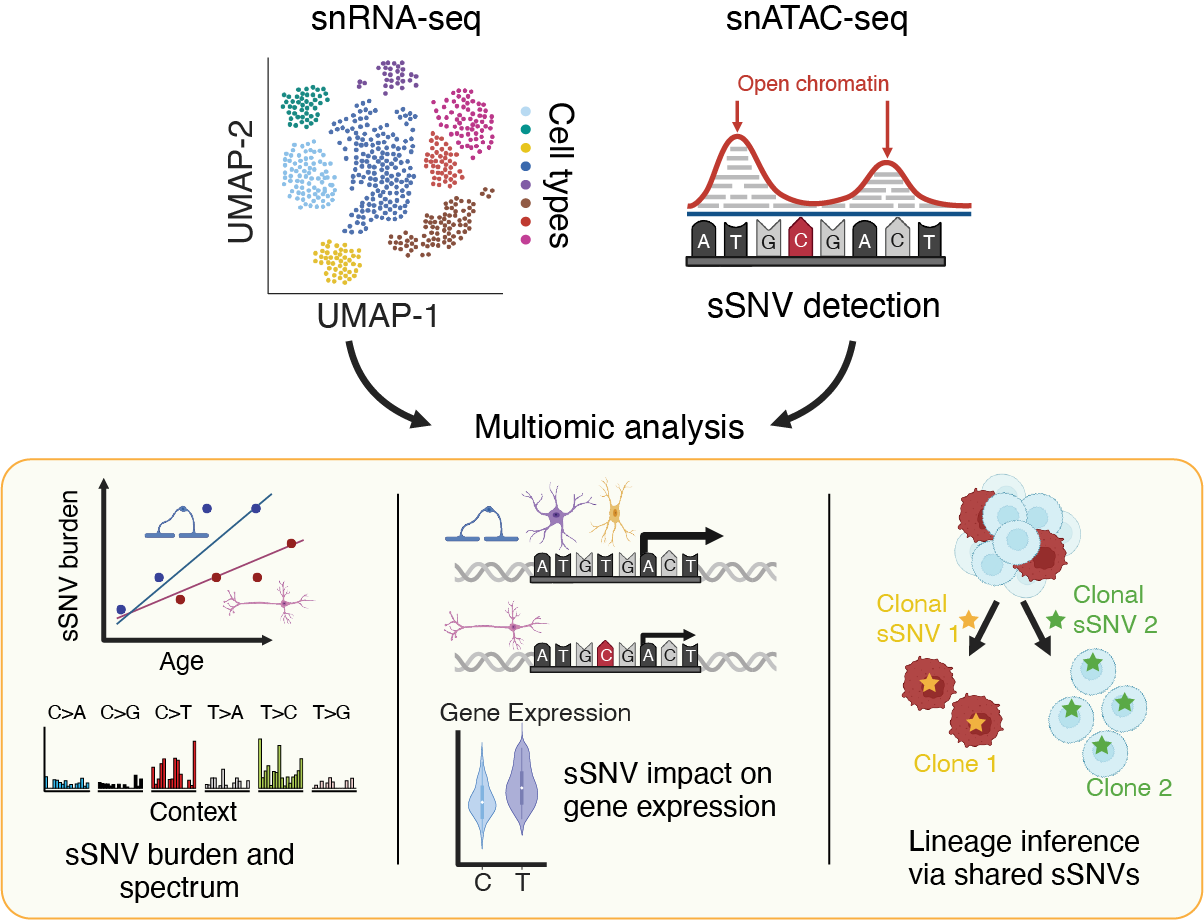 snRNA-seq
snATAC-seq
UMAP-2
UMAP-1
Cell types
Open chromatin
A T G C G A C T
sSNV detection
Multiomic analysis
sSNV burden
Age
C>A C>G C>T T>A T>C T>G
Context
sSNV burden and
spectrum
A T G T G A C T
A T G C G A C T
Gene Expression
C T
sSNV impact on
gene expression
Clonal
sSNV 1
Clonal
sSNV 2
Clone 1
Clone 2
Lineage inference
via shared sSNVs